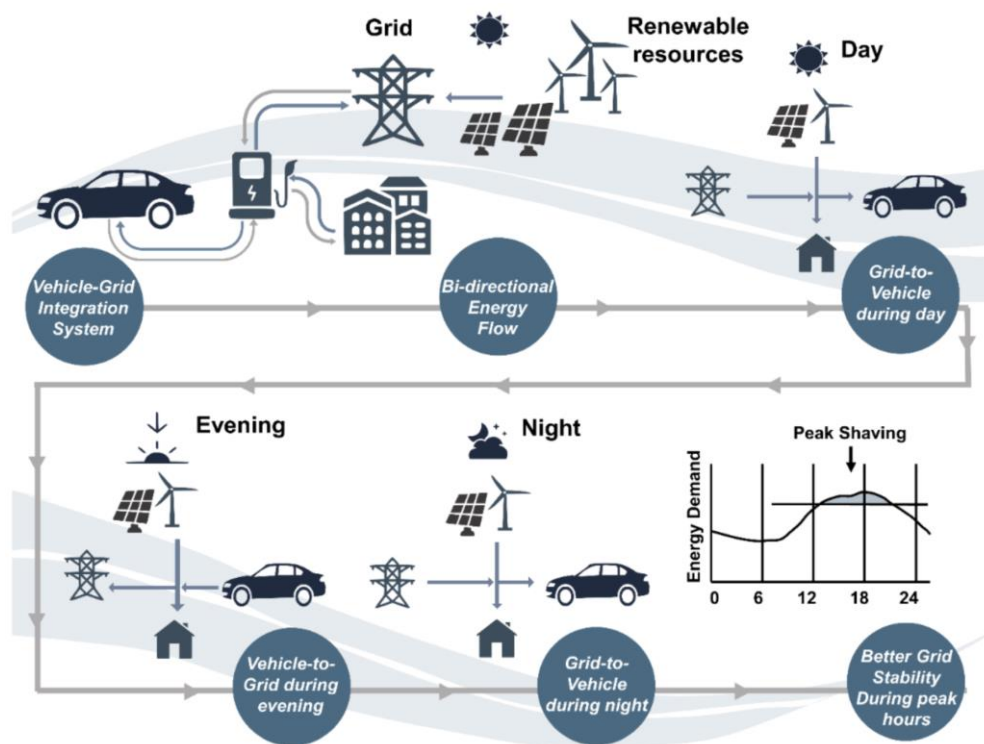 Grid
Renewable
resources
Day
Vehicle-Grid
Integration
System
Bi-directional
Energy
Flow
Grid-to-
Vehicle
during day
Evening
Night
Peak Shaving
Energy Demand
0 6 12 18 24
Vehicle-to-
Grid during
evening
Grid-to-
Vehicle
during night
Better Grid
Stability
During peak
hours